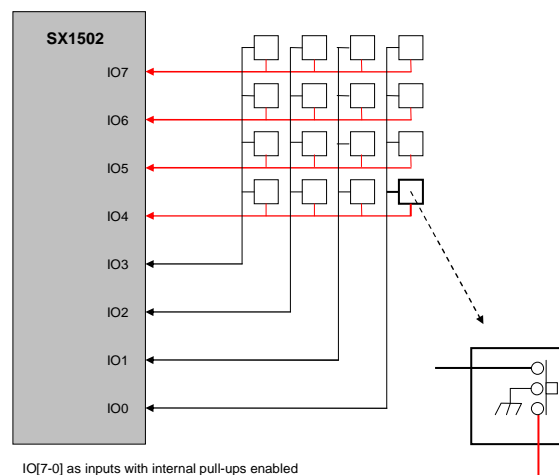 SX1502
IO7
IO6
IO5
IO4
IO3
IO2
IO1
IO0
IO[7-0] as inputs with internal pull-ups enabled